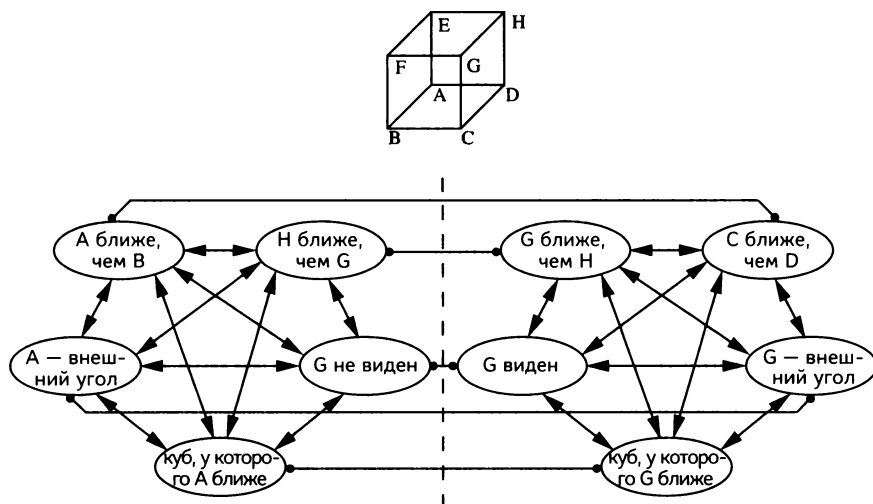 E
H
F
G
A
D
B
C
A ближе,
чем B
H ближе,
чем G
G ближе,
чем H
C ближе,
чем D
A — внеш-
ний угол
G не виден
G виден
G — внеш-
ний угол
куб, у которо-
го A ближе
куб, у которо-
го G ближе